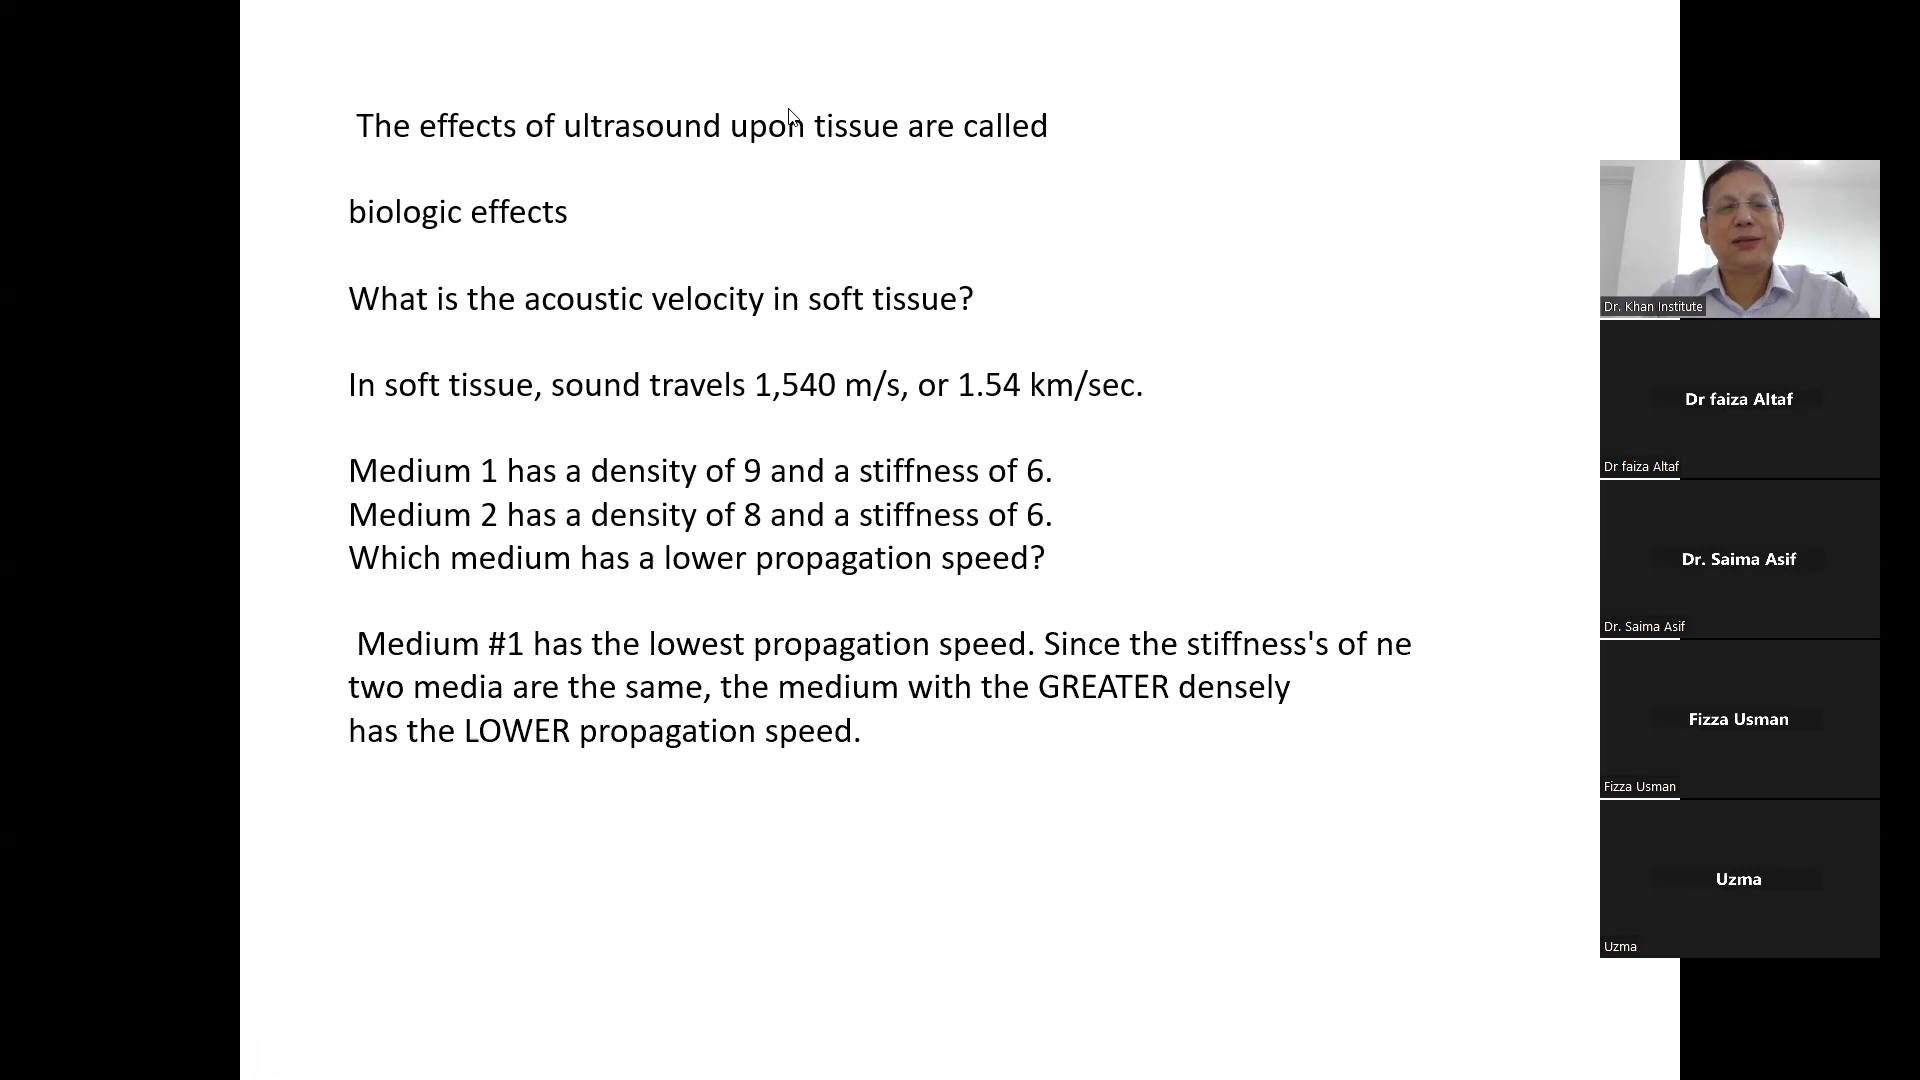 The effects of ultrasound upon tissue are called
biologic effects
What is the acoustic velocity in soft tissue?
In soft tissue, sound travels 1,540 m/s, or 1.54 km/sec.
Medium 1 has a density of 9 and a stiffness of 6.
Medium 2 has a density of 8 and a stiffness of 6.
Which medium has a lower propagation speed?
Medium #1 has the lowest propagation speed. Since the stiffness's of ne
two media are the same, the medium with the GREATER densely
has the LOWER propagation speed.
Dr. Khan Institute
Dr faiza Altaf
Dr faiza Altaf
Dr. Saima Asif
Dr. Saima Asif
Fizza Usman
Fizza Usman
Uzma
Uzma